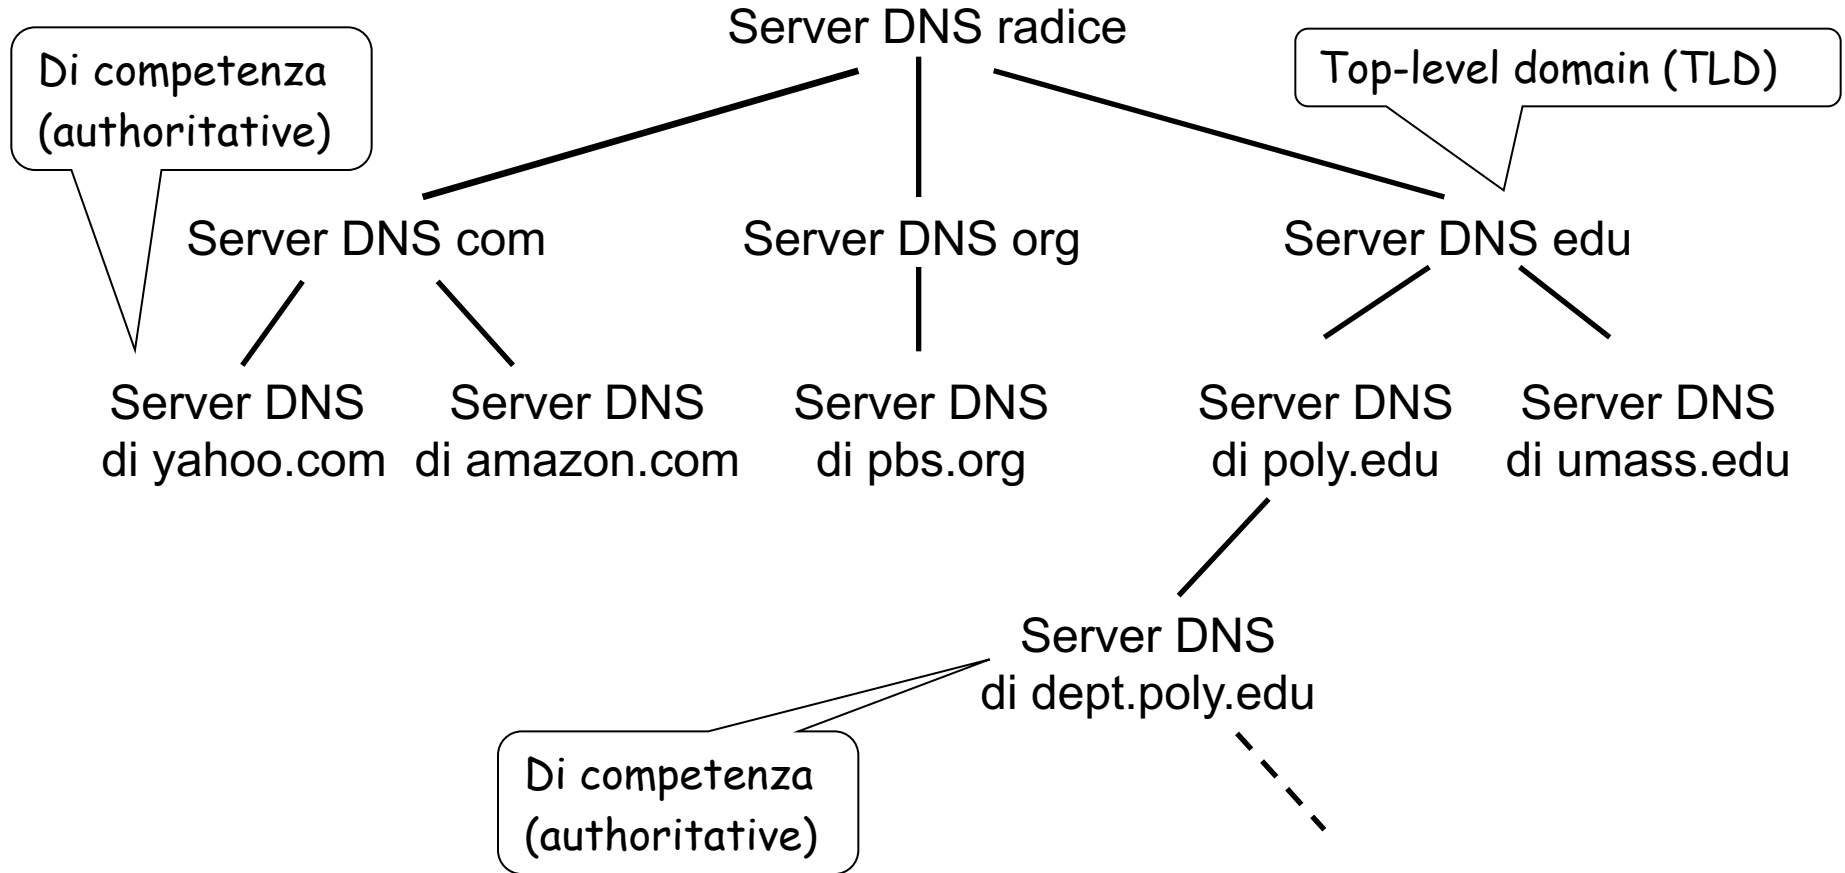 Server DNS radice
Di competenza
(authoritative)
Top-level domain (TLD)
Server DNS com
Server DNS org
Server DNS edu
Server DNS
di yahoo.com
Server DNS
di amazon.com
Server DNS
di pbs.org
Server DNS
di poly.edu
Server DNS
di umass.edu
Server DNS
di dept.poly.edu
Di competenza
(authoritative)